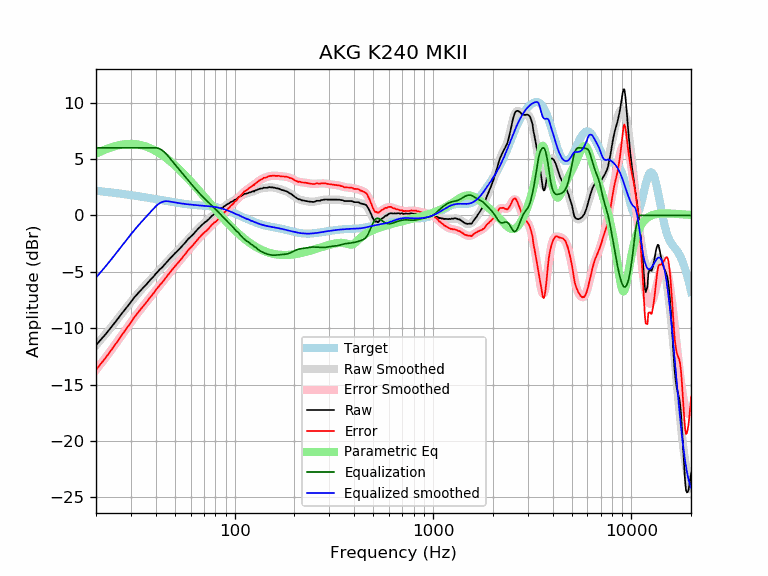 AKG K240 MKII
Amplitude (dBr)
10
5
0
−5
−10
−15
−20
−25
Target
Raw Smoothed
Error Smoothed
Raw
Error
Parametric Eq
Equalization
Equalized smoothed
100
1000
10000
Frequency (Hz)